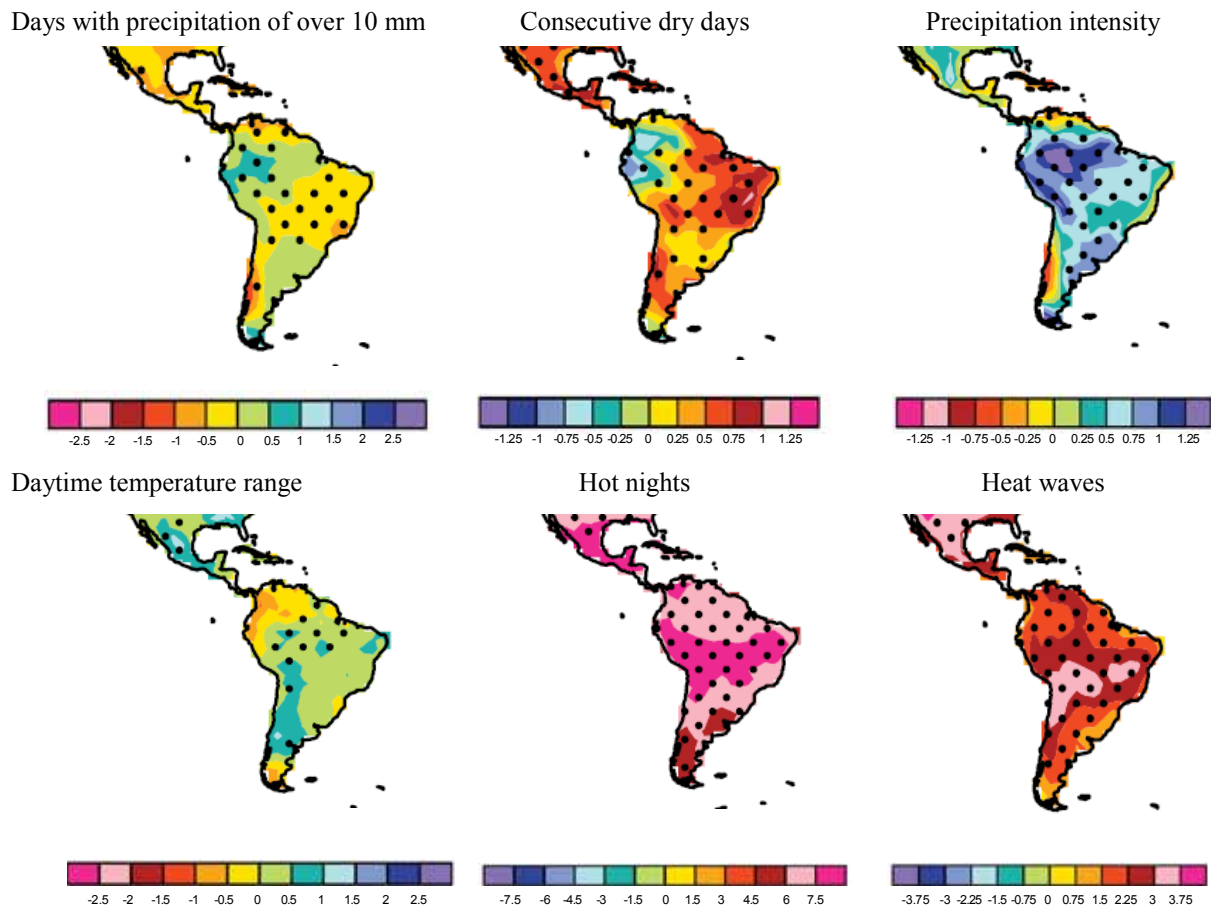 Days with precipitation of over 10 mm
Consecutive dry days
Precipitation intensity
-2.5 -2 -1.5 -1 -0.5 0 0.5 1 1.5 2 2.5
-1.25 -1 -0.75 -0.5 -0.25 0 0.25 0.5 0.75 1 1.25
-1.25 -1 -0.75 -0.5 -0.25 0 0.25 0.5 0.75 1 1.25
Daytime temperature range
Hot nights
Heat waves
-2.5 -2 -1.5 -1 -0.5 0 0.5 1 1.5 2 2.5
-7.5 -6 -4.5 -3 -1.5 0 1.5 3 4.5 6 7.5
-3.75 -3 -2.25 -1.5 -0.75 0 0.75 1.5 2.25 3 3.75